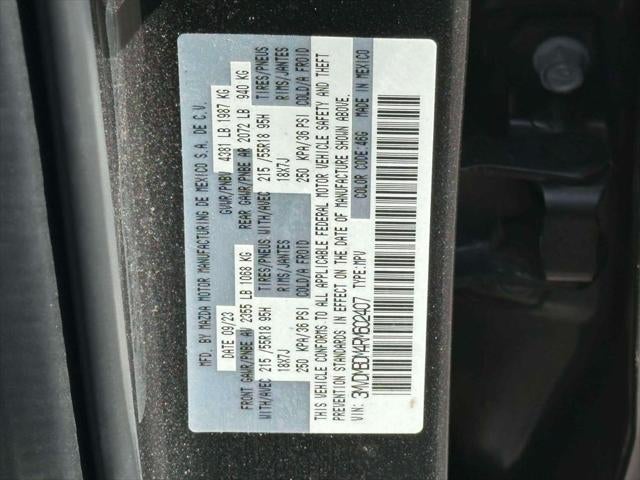 MFD. BY MAZDA MOTOR MANUFACTURING DE MEXICO S.A. DE C.V.
DATE 09/23 GVWR/PNBV 4381 LB 1987 KG
FRONT GAWR/PNBE AV 2355 LB 1068 KG REAR GAWR/PNBE AR 2072 LB 940 KG
TIRES/PNEUS TIRES/PNEUS
WITH/AVEC 215/55R18 95H RIMS/JANTES WITH/AVEC 215/55R18 95H RIMS/JANTES
18X7J COLD/A FROID 18X7J COLD/A FROID
250 KPA/36 PSI 250 KPA/36 PSI
THIS VEHICLE CONFORMS TO ALL APPLICABLE FEDERAL MOTOR VEHICLE SAFETY AND THEFT
PREVENTION STANDARDS IN EFFECT ON THE DATE OF MANUFACTURE SHOWN ABOVE.
VIN: 3MVDMBDM4RM602407 TYPE:MPV COLOR CODE:46G MADE IN MEXICO